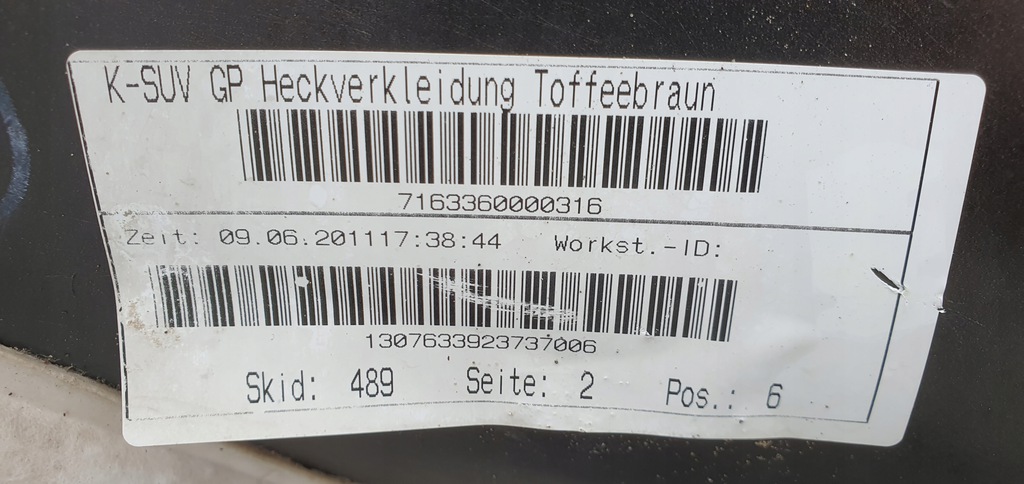 K-SUV GP Heckverkleidung Toffeebraun
7163360000316
Zeit: 09.06.201117:38:44 Workst.-ID:
1307633923737006
Skid: 489 Seite: 2 Pos.: 6